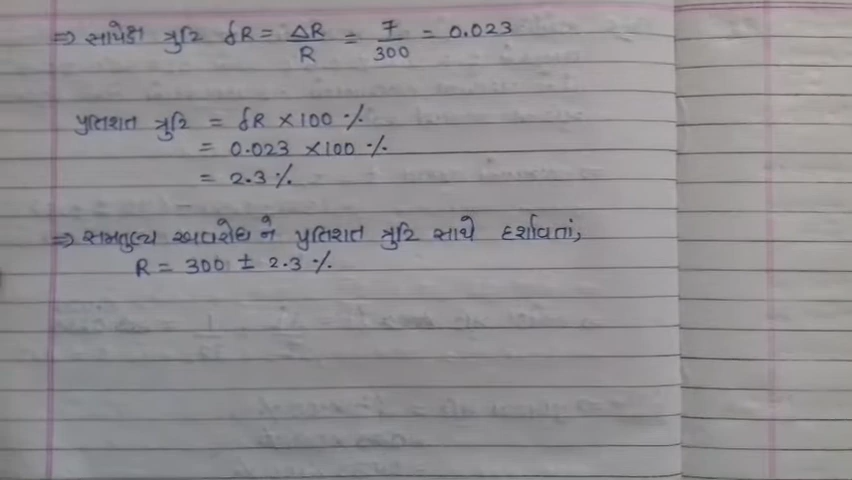 ⇒ સાપેક્ષ ત્રુટિ δR = ΔR/R = 7/300 = 0.023
પ્રતિશત ત્રુટિ = δR × 100 %
= 0.023 × 100 %
= 2.3 %
⇒ સમતુલ્ય અવરોધ ને પ્રતિશત ત્રુટિ સાથે દર્શાવતાં,
R = 300 ± 2.3 %